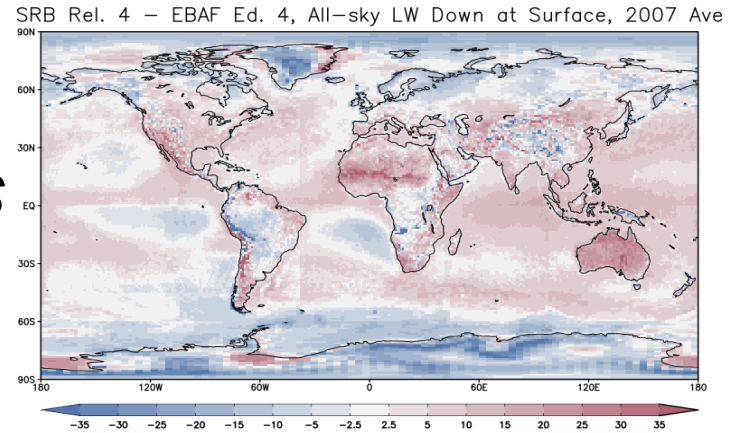 SRB Rel. 4 − EBAF Ed. 4, All−sky LW Down at Surface, 2007 Ave
90N
60N
30N
EQ
30S
60S
90S
180 120W 60W 0 60E 120E 180
−35 −30 −25 −20 −15 −10 −5 −2.5 2.5 5 10 15 20 25 30 35